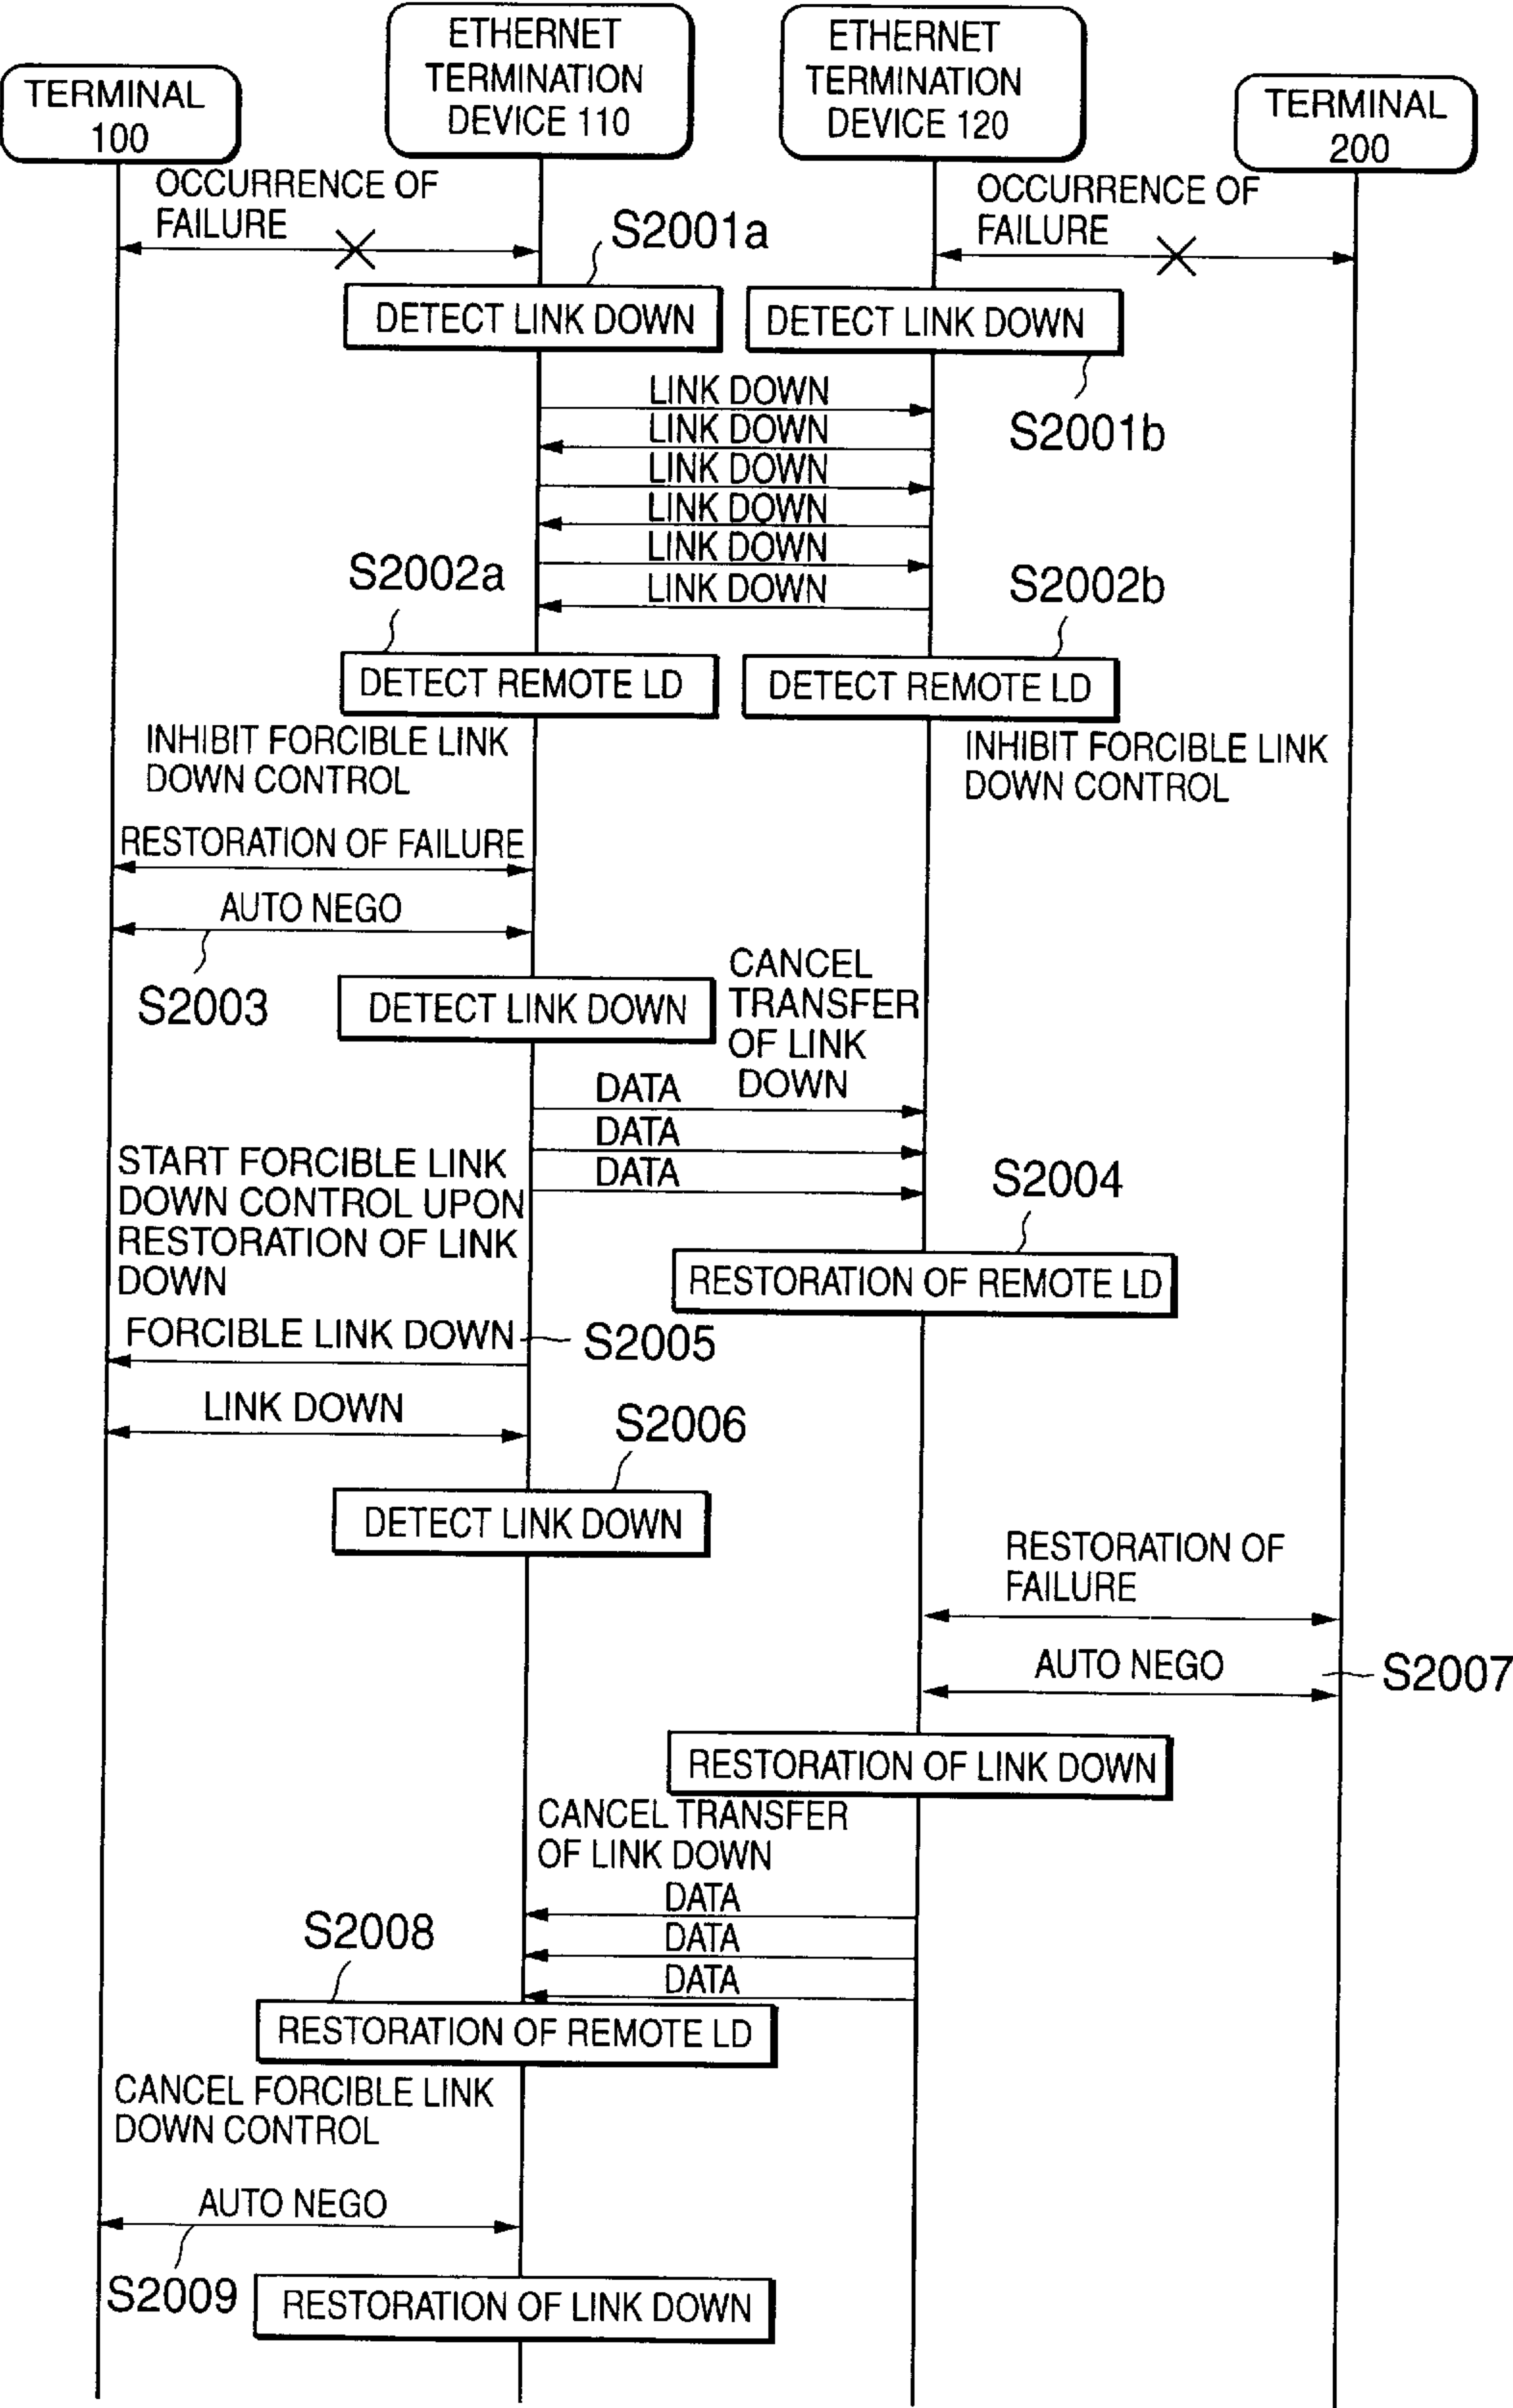 TERMINAL
100
ETHERNET
TERMINATION
DEVICE 110
ETHERNET
TERMINATION
DEVICE 120
TERMINAL
200
OCCURRENCE OF
FAILURE
OCCURRENCE OF
FAILURE
S2001a
DETECT LINK DOWN
DETECT LINK DOWN
S2001b
LINK DOWN
LINK DOWN
LINK DOWN
LINK DOWN
LINK DOWN
LINK DOWN
S2002a
S2002b
DETECT REMOTE LD
DETECT REMOTE LD
INHIBIT FORCIBLE LINK
DOWN CONTROL
INHIBIT FORCIBLE LINK
DOWN CONTROL
RESTORATION OF FAILURE
AUTO NEGO
S2003
DETECT LINK DOWN
CANCEL
TRANSFER
OF LINK
DOWN
DATA
DATA
DATA
START FORCIBLE LINK
DOWN CONTROL UPON
RESTORATION OF LINK
DOWN
S2004
RESTORATION OF REMOTE LD
FORCIBLE LINK DOWN
S2005
LINK DOWN
S2006
DETECT LINK DOWN
RESTORATION OF
FAILURE
AUTO NEGO
S2007
RESTORATION OF LINK DOWN
CANCEL TRANSFER
OF LINK DOWN
DATA
DATA
DATA
S2008
RESTORATION OF REMOTE LD
CANCEL FORCIBLE LINK
DOWN CONTROL
AUTO NEGO
S2009
RESTORATION OF LINK DOWN